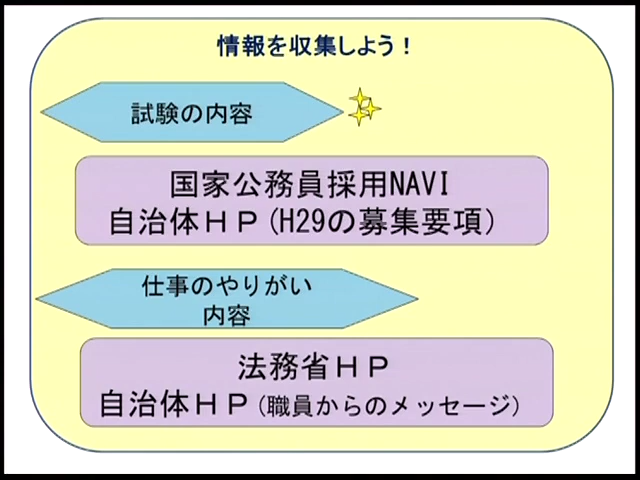 情報を収集しよう！
試験の内容
国家公務員採用NAVI
自治体ＨＰ(H29の募集要項)
仕事のやりがい
内容
法務省ＨＰ
自治体ＨＰ(職員からのメッセージ)